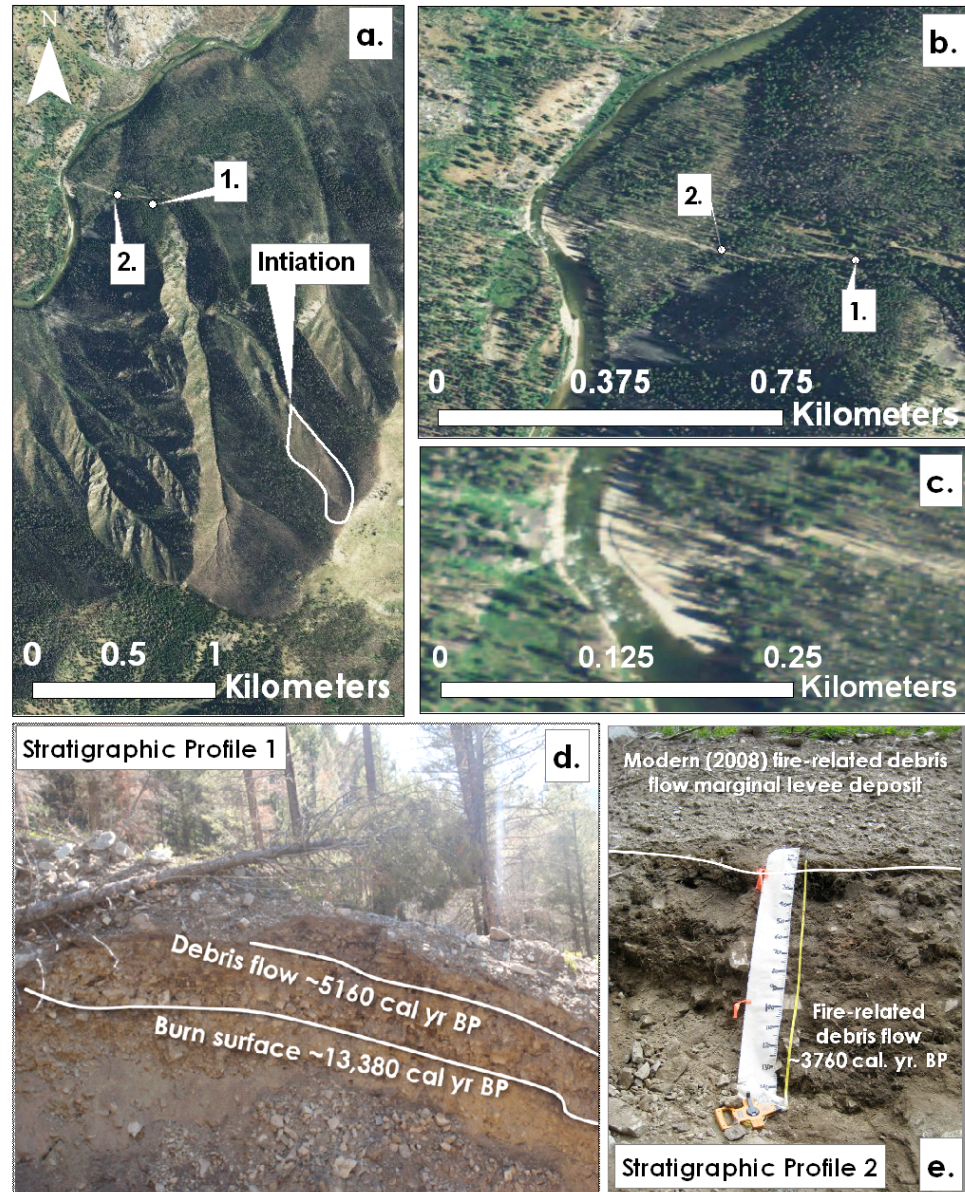 N
a.
1.
2.
Intiation
0 0.5 1
Kilometers
b.
2.
1.
0 0.375 0.75
Kilometers
c.
0 0.125 0.25
Kilometers
Stratigraphic Profile 1
d.
Debris flow ~5160 cal yr BP
Burn surface ~13,380 cal yr BP
Modern (2008) fire-related debris
flow marginal levee deposit
Fire-related
debris flow
~3760 cal. yr. BP
Stratigraphic Profile 2
e.